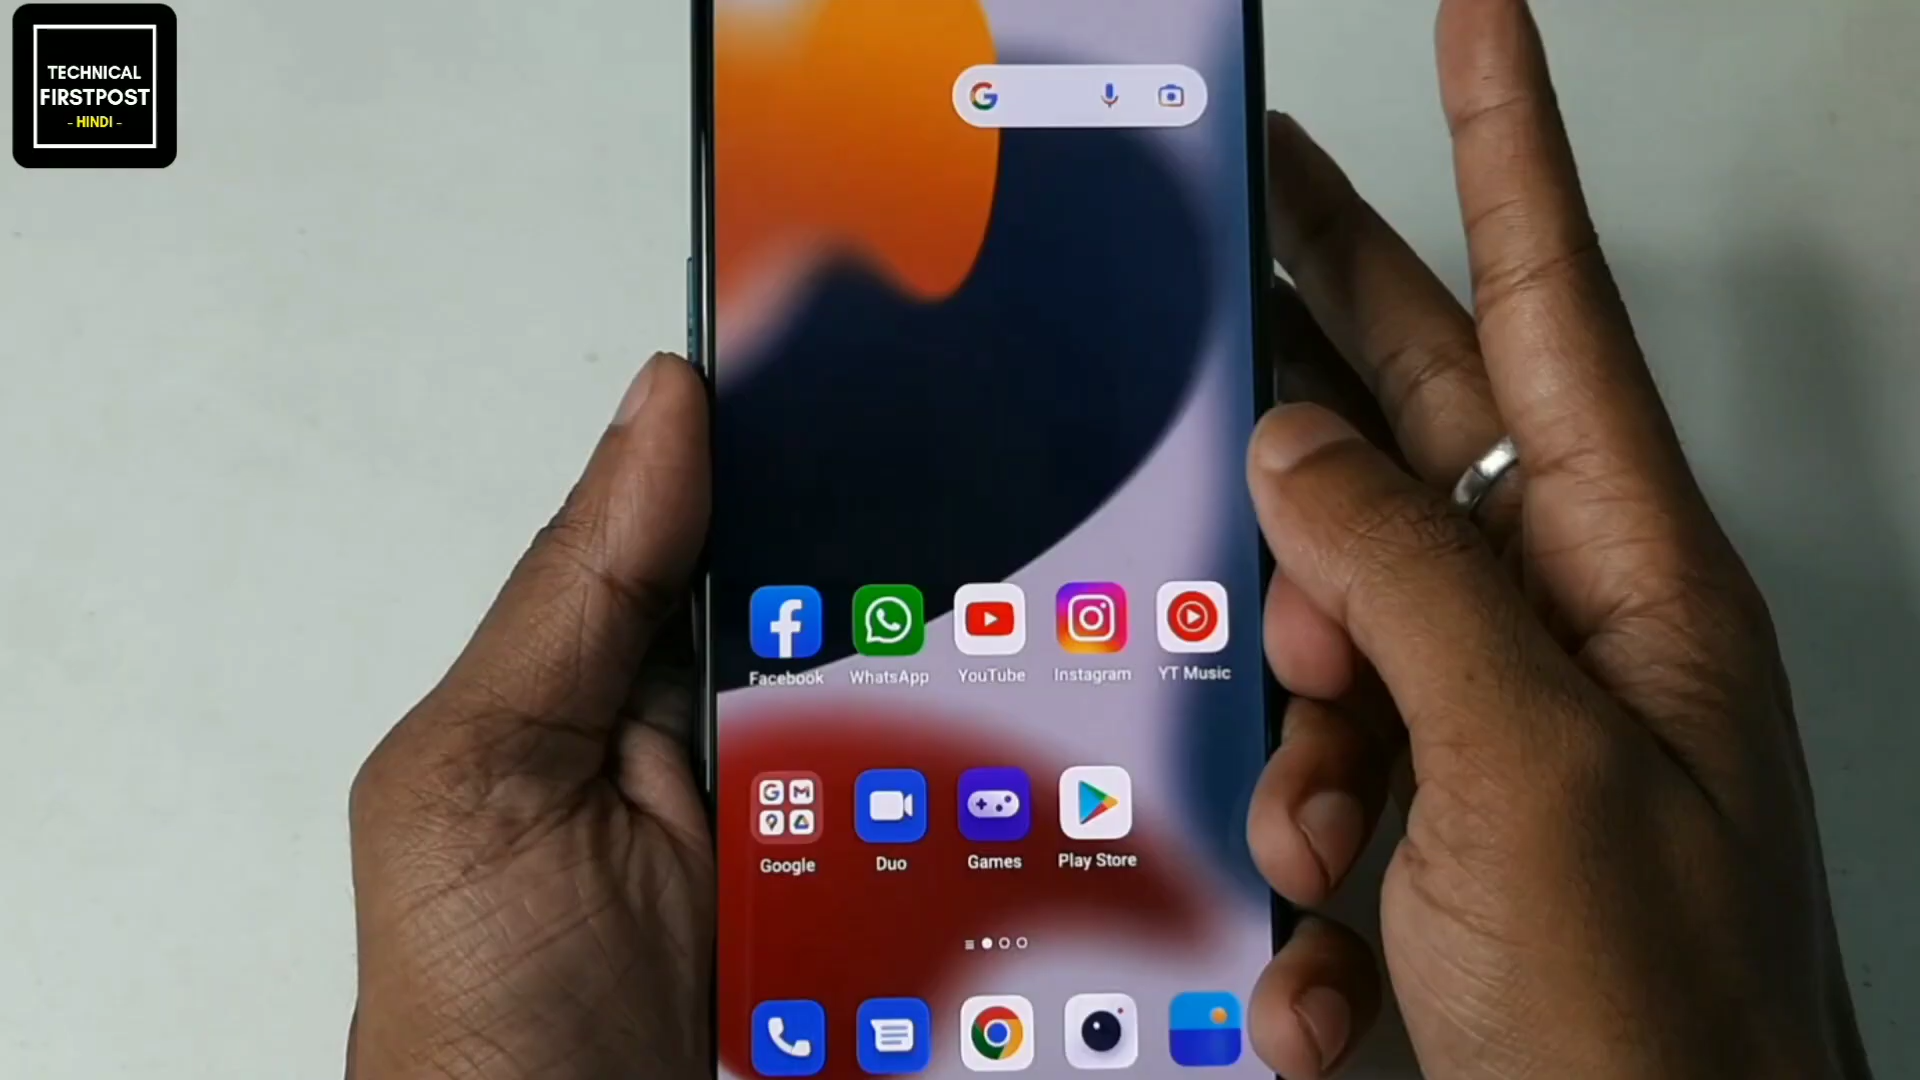 TECHNICAL
FIRSTPOST
- HINDI -
Facebook WhatsApp YouTube Instagram YT Music
Google Duo Games Play Store